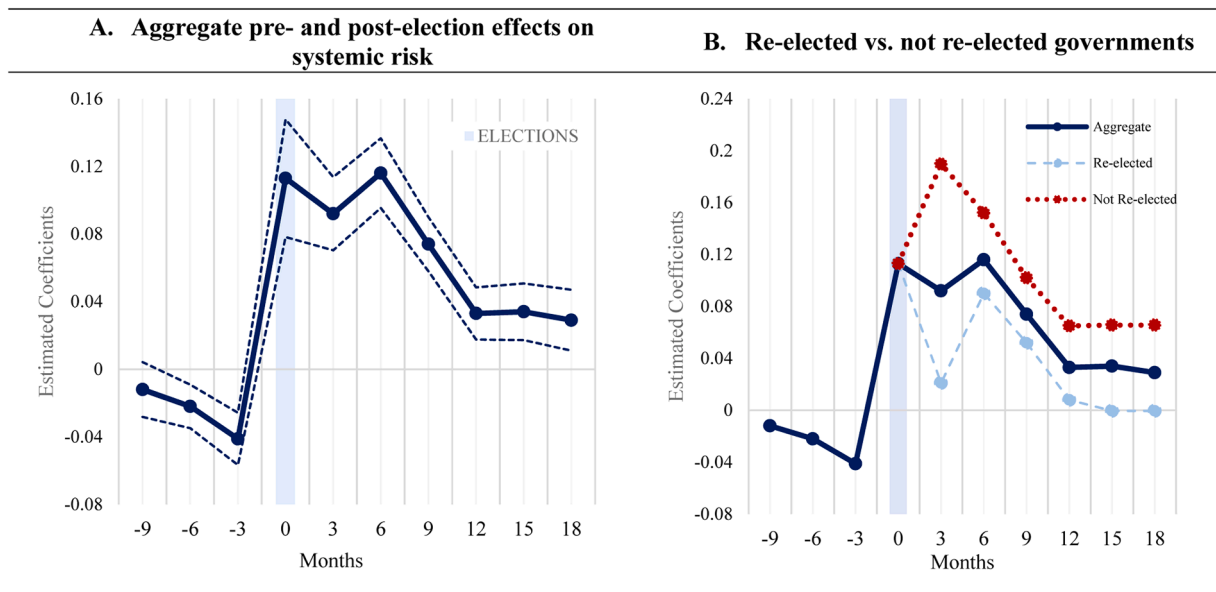 A. Aggregate pre- and post-election effects on
systemic risk
0.16
0.12
0.08
0.04
0
-0.04
-0.08
Estimated Coefficients
ELECTIONS
-9 -6 -3 0 3 6 9 12 15 18
Months
B. Re-elected vs. not re-elected governments
0.24
0.2
0.16
0.12
0.08
0.04
0
-0.04
-0.08
Estimated Coefficients
Aggregate
Re-elected
Not Re-elected
-9 -6 -3 0 3 6 9 12 15 18
Months